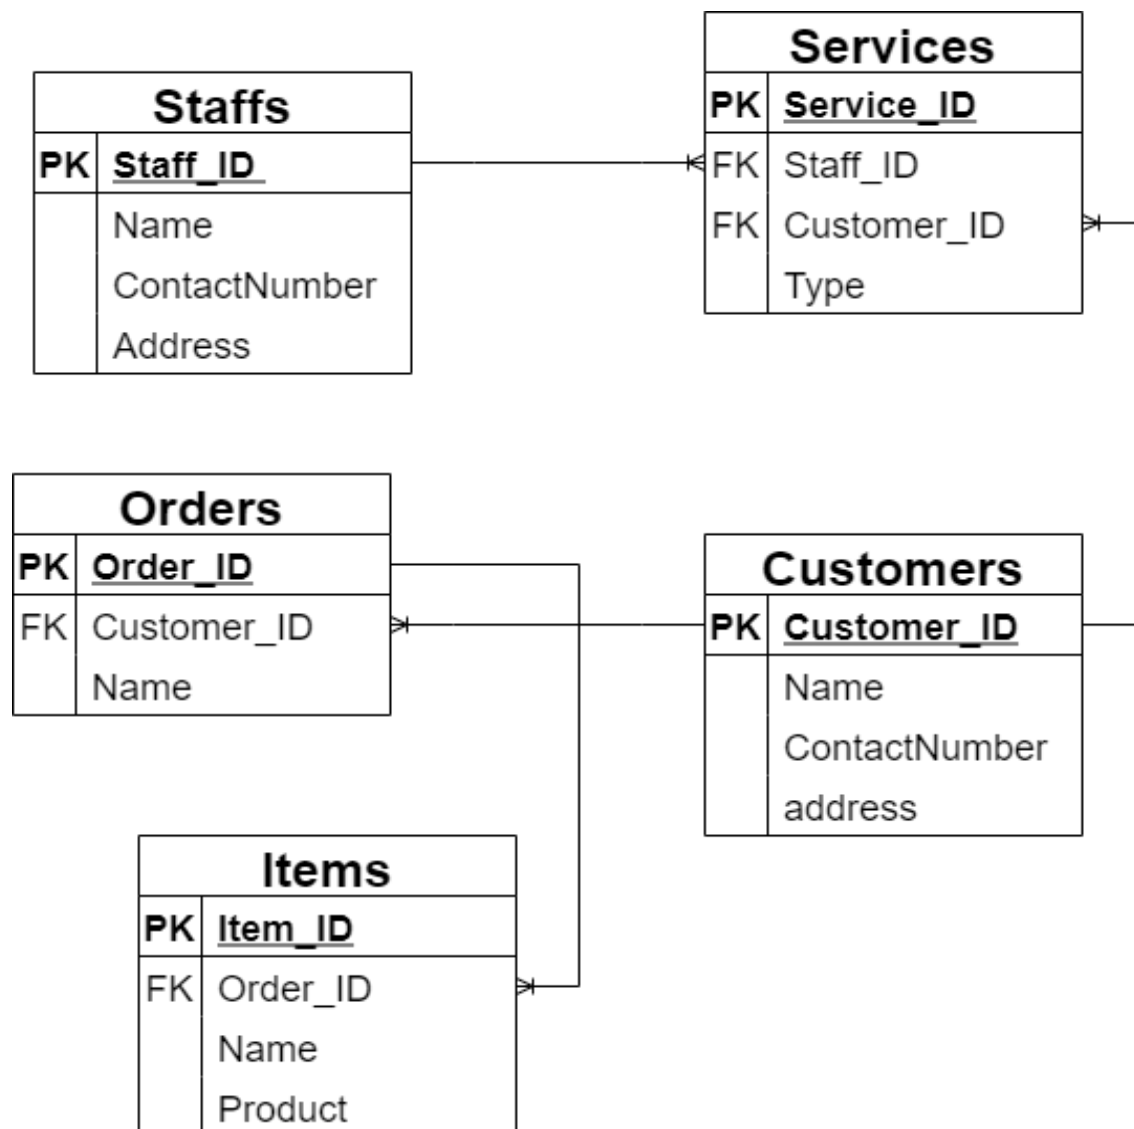 Staffs
PK Staff_ID
Name
ContactNumber
Address
Services
PK Service_ID
FK Staff_ID
FK Customer_ID
Type
Orders
PK Order_ID
FK Customer_ID
Name
Customers
PK Customer_ID
Name
ContactNumber
address
Items
PK Item_ID
FK Order_ID
Name
Product